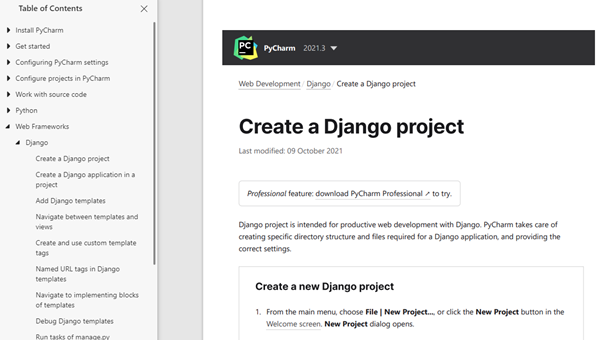 Table of Contents
Install PyCharm
Get started
Configuring PyCharm settings
Configure projects in PyCharm
Work with source code
Python
Web Frameworks
Django
Create a Django project
Create a Django application in a
project
Add Django templates
Navigate between templates and
views
Create and use custom template
tags
Named URL tags in Django
templates
Navigate to implementing blocks
of templates
Debug Django templates
Run tasks of manage.py
PC
PyCharm 2021.3
Web Development / Django / Create a Django project
Create a Django project
Last modified: 09 October 2021
Professional feature: download PyCharm Professional ↗ to try.
Django project is intended for productive web development with Django. PyCharm takes care of
creating specific directory structure and files required for a Django application, and providing the
correct settings.
Create a new Django project
1. From the main menu, choose File | New Project..., or click the New Project button in the
Welcome screen. New Project dialog opens.